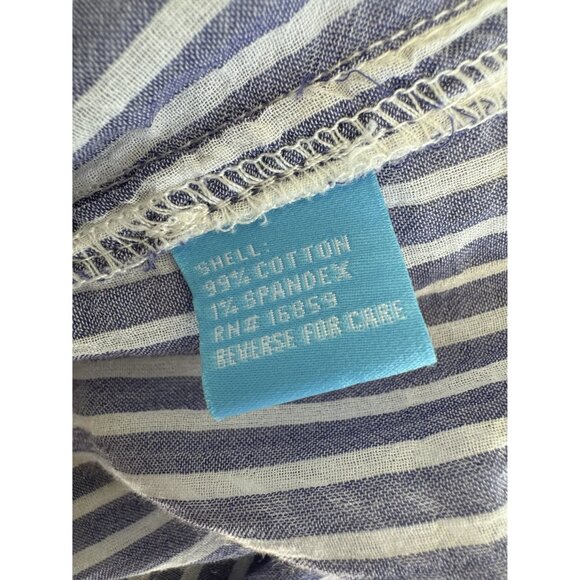 SHELL:
99% COTTON
1% SPANDEX
RN# 16859
REVERSE FOR CARE